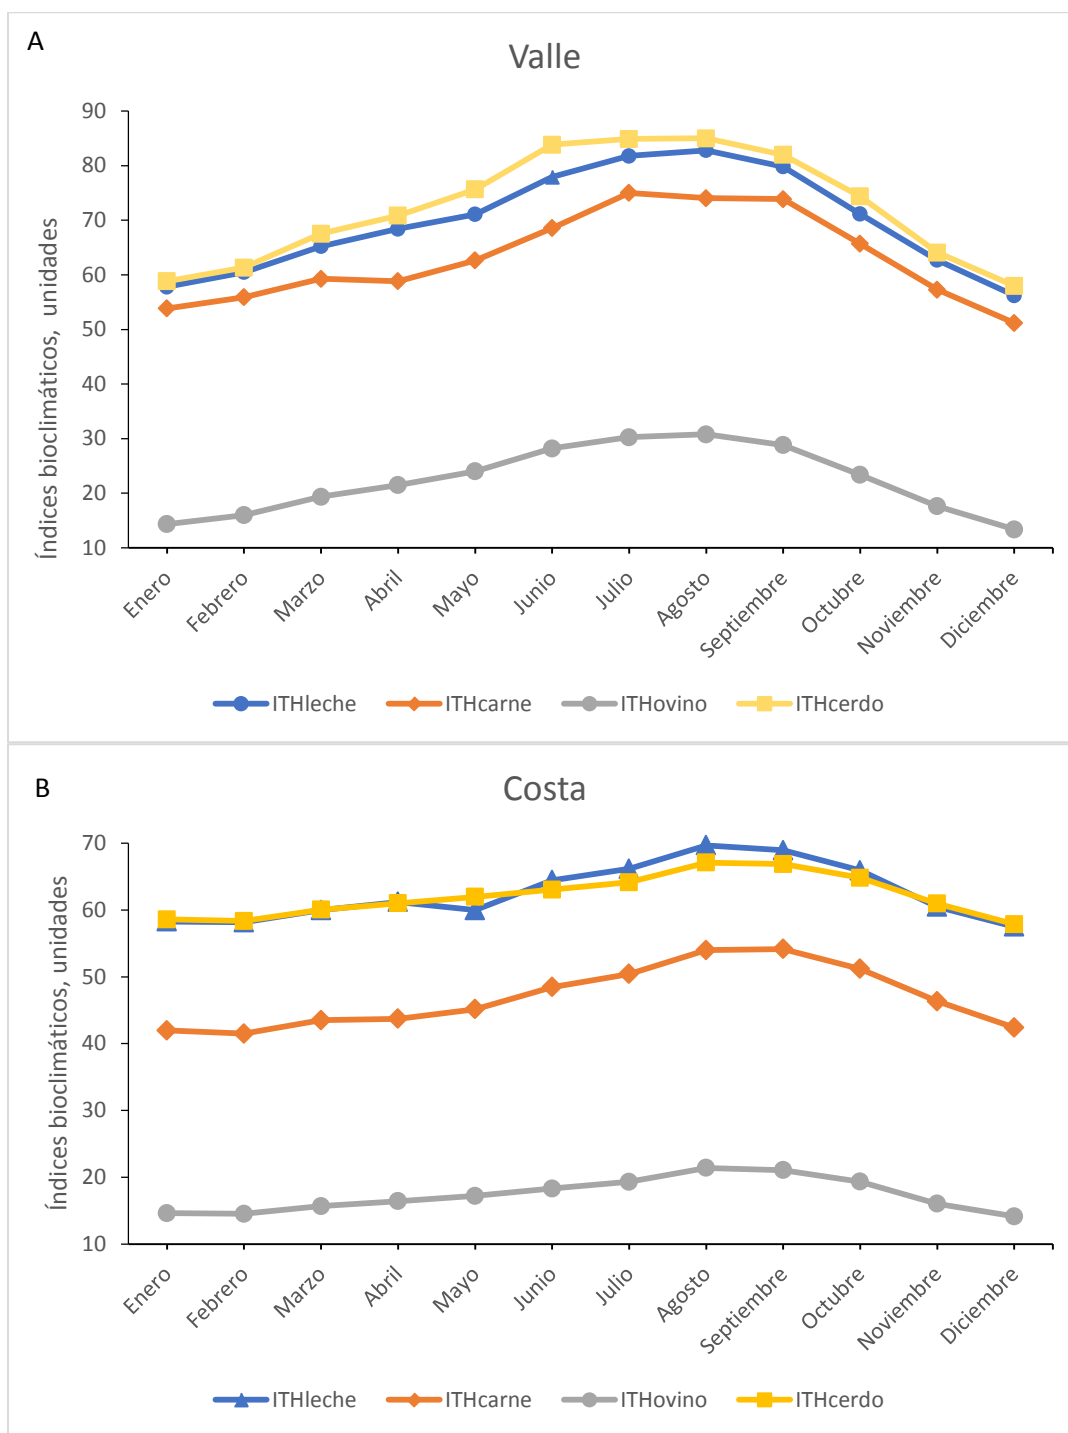 A
Valle
Índices bioclimáticos,  unidades
90
80
70
60
50
40
30
20
10
Enero
Febrero
Marzo
Abril
Mayo
Junio
Julio
Agosto
Septiembre
Octubre
Noviembre
Diciembre
ITHleche ITHcarne ITHovino ITHcerdo
B
Costa
Índices bioclimáticos, unidades
70
60
50
40
30
20
10
Enero
Febrero
Marzo
Abril
Mayo
Junio
Julio
Agosto
Septiembre
Octubre
Noviembre
Diciembre
ITHleche ITHcarne ITHovino ITHcerdo